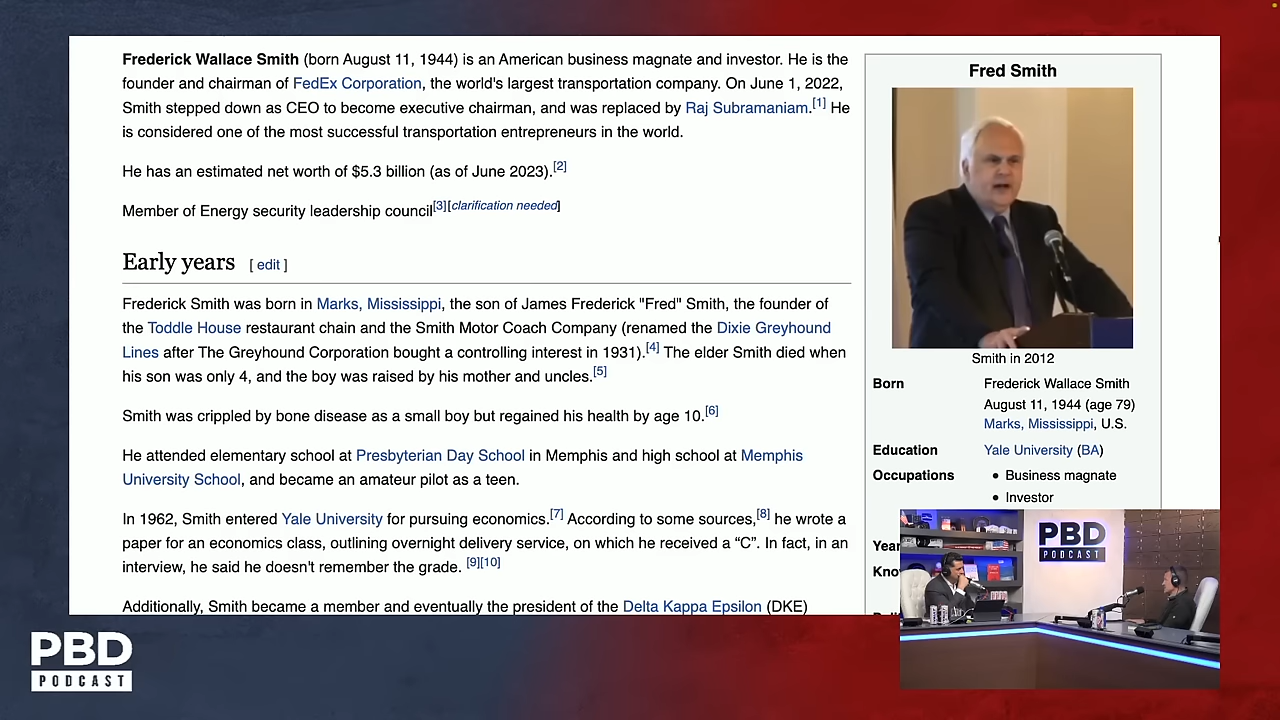 Frederick Wallace Smith (born August 11, 1944) is an American business magnate and investor. He is the
founder and chairman of FedEx Corporation, the world's largest transportation company. On June 1, 2022,
Smith stepped down as CEO to become executive chairman, and was replaced by Raj Subramaniam.[1] He
is considered one of the most successful transportation entrepreneurs in the world.
He has an estimated net worth of $5.3 billion (as of June 2023).[2]
Member of Energy security leadership council[3][clarification needed]
Early years [ edit ]
Frederick Smith was born in Marks, Mississippi, the son of James Frederick "Fred" Smith, the founder of
the Toddle House restaurant chain and the Smith Motor Coach Company (renamed the Dixie Greyhound
Lines after The Greyhound Corporation bought a controlling interest in 1931).[4] The elder Smith died when
his son was only 4, and the boy was raised by his mother and uncles.[5]
Smith was crippled by bone disease as a small boy but regained his health by age 10.[6]
He attended elementary school at Presbyterian Day School in Memphis and high school at Memphis
University School, and became an amateur pilot as a teen.
In 1962, Smith entered Yale University for pursuing economics.[7] According to some sources,[8] he wrote a
paper for an economics class, outlining overnight delivery service, on which he received a “C”. In fact, in an
interview, he said he doesn't remember the grade. [9][10]
Additionally, Smith became a member and eventually the president of the Delta Kappa Epsilon (DKE)
Fred Smith
Smith in 2012
Born Frederick Wallace Smith
August 11, 1944 (age 79)
Marks, Mississippi, U.S.
Education Yale University (BA)
Occupations • Business magnate
• Investor
Year
Kno
PBD
PODCAST
PBD
PODCAST